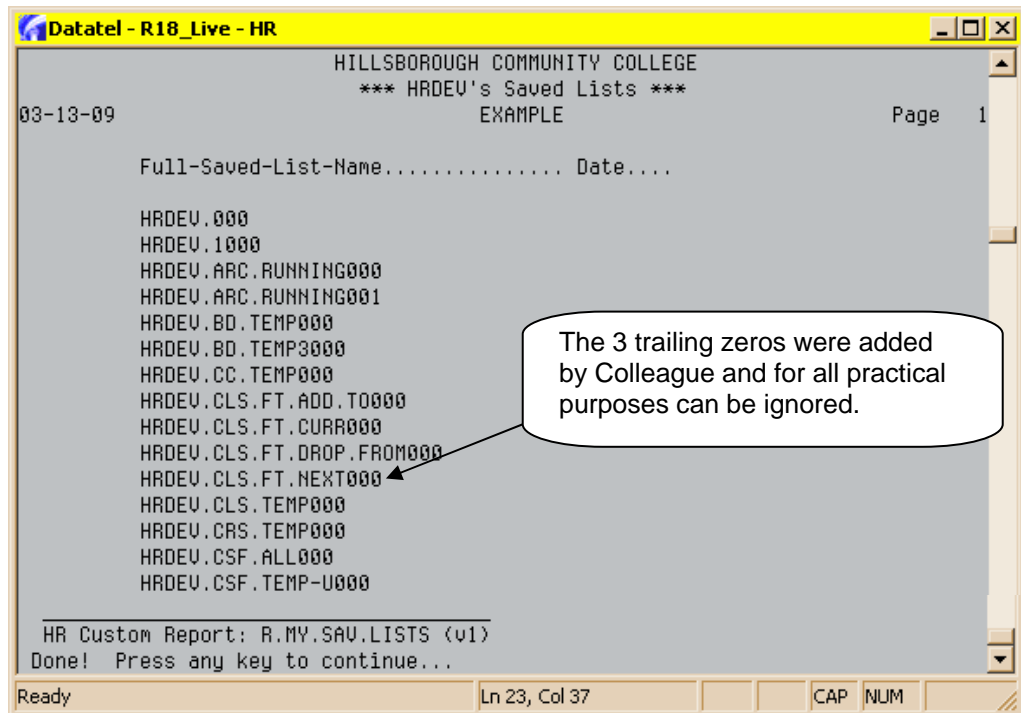 Datatel - R18_Live - HR
HILLSBOROUGH COMMUNITY COLLEGE
*** HRDEV's Saved Lists ***
03-13-09 EXAMPLE Page 1
Full-Saved-List-Name............... Date....
HRDEV.000
HRDEV.1000
HRDEV.ARC.RUNNING000
HRDEV.ARC.RUNNING001
HRDEV.BD.TEMP000
HRDEV.BD.TEMP3000
HRDEV.CC.TEMP000
HRDEV.CLS.FT.ADD.TO000
HRDEV.CLS.FT.CURR000
HRDEV.CLS.FT.DROP.FROM000
HRDEV.CLS.FT.NEXT000
HRDEV.CLS.TEMP000
HRDEV.CRS.TEMP000
HRDEV.CSF.ALL000
HRDEV.CSF.TEMP-U000
The 3 trailing zeros were added
by Colleague and for all practical
purposes can be ignored.
HR Custom Report: R.MY.SAV.LISTS (v1)
Done! Press any key to continue...
Ready Ln 23, Col 37 CAP NUM